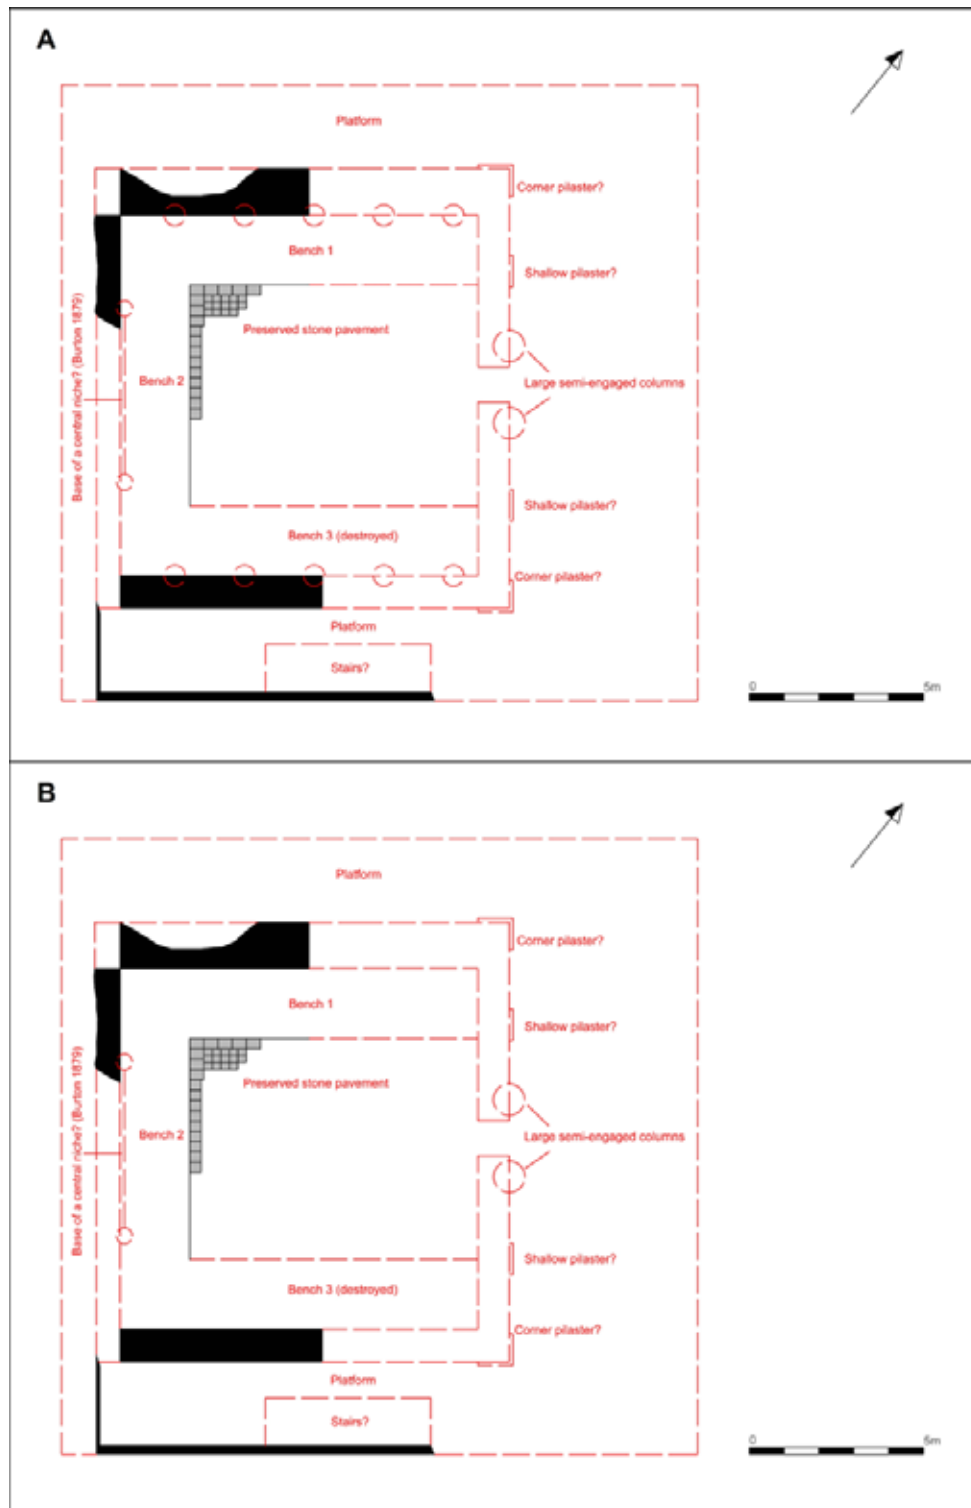 A
Platform
Corner pilaster?
Bench 1
Shallow pilaster?
Preserved stone pavement
Base of a central niche? (Burton 1879)
Bench 2
Large semi-engaged columns
Shallow pilaster?
Bench 3 (destroyed)
Corner pilaster?
Platform
Stairs?
0 5m
B
Platform
Corner pilaster?
Bench 1
Shallow pilaster?
Preserved stone pavement
Base of a central niche? (Burton 1879)
Bench 2
Large semi-engaged columns
Shallow pilaster?
Bench 3 (destroyed)
Corner pilaster?
Platform
Stairs?
0 5m